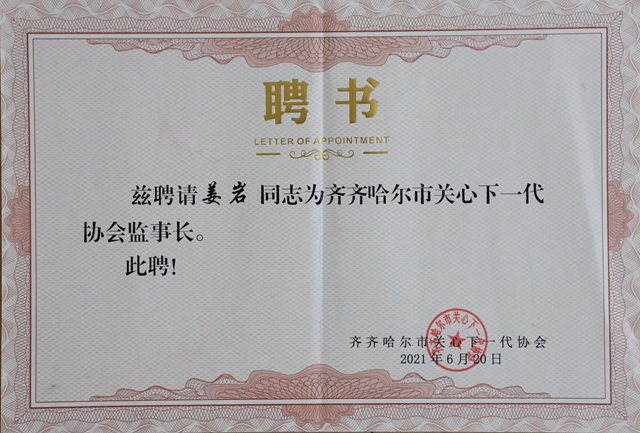 聘书
LETTER OF APPOINTMENT
兹聘请姜岩同志为齐齐哈尔市关心下一代
协会监事长。
此聘!
齐齐哈尔市关心下一代协会
2021年6月20日